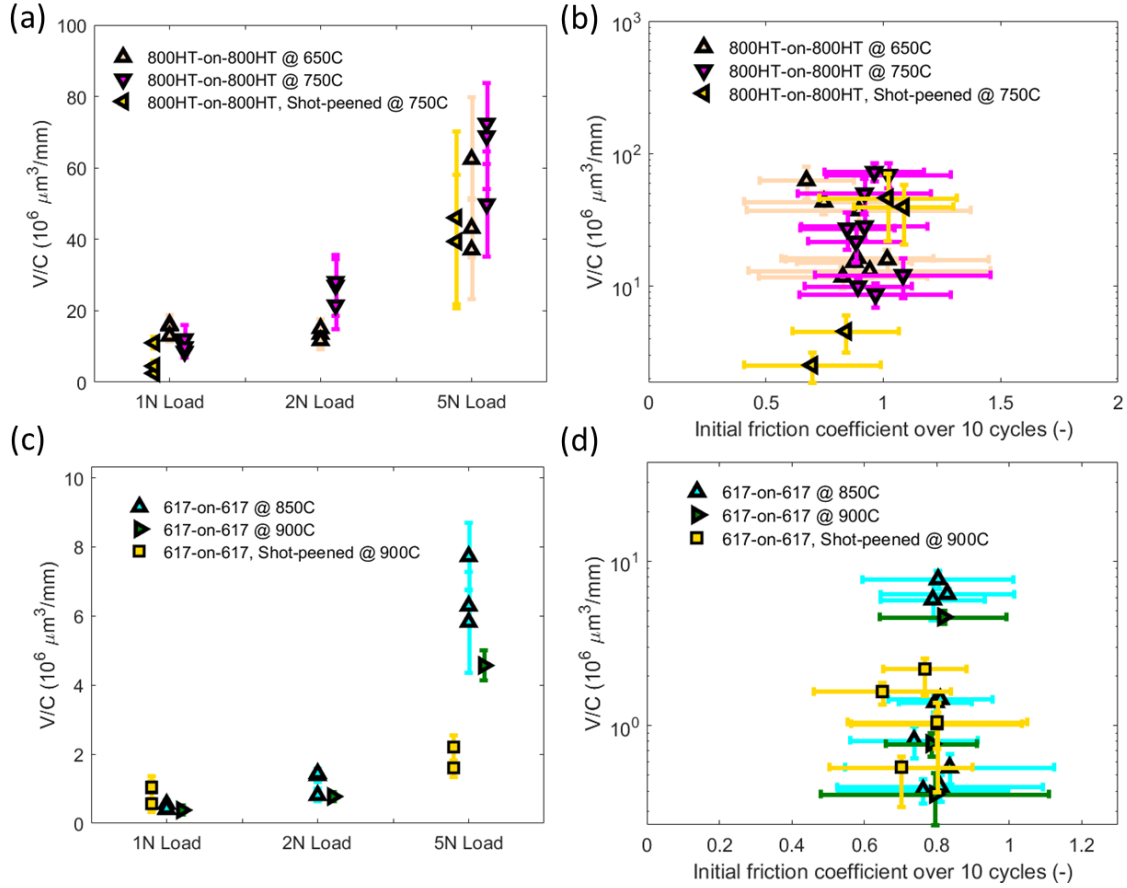 (a)
100
80
60
40
20
0
V/C (10⁶ μm³/mm)
800HT-on-800HT @ 650C
800HT-on-800HT @ 750C
800HT-on-800HT, Shot-peened @ 750C
1N Load
2N Load
5N Load
(b)
10³
10²
10¹
V/C (10⁶ μm³/mm)
800HT-on-800HT @ 650C
800HT-on-800HT @ 750C
800HT-on-800HT, Shot-peened @ 750C
0
0.5
1
1.5
2
Initial friction coefficient over 10 cycles (-)
(c)
10
8
6
4
2
0
V/C (10⁶ μm³/mm)
617-on-617 @ 850C
617-on-617 @ 900C
617-on-617, Shot-peened @ 900C
1N Load
2N Load
5N Load
(d)
10¹
10⁰
V/C (10⁶ μm³/mm)
617-on-617 @ 850C
617-on-617 @ 900C
617-on-617, Shot-peened @ 900C
0
0.2
0.4
0.6
0.8
1
1.2
Initial friction coefficient over 10 cycles (-)